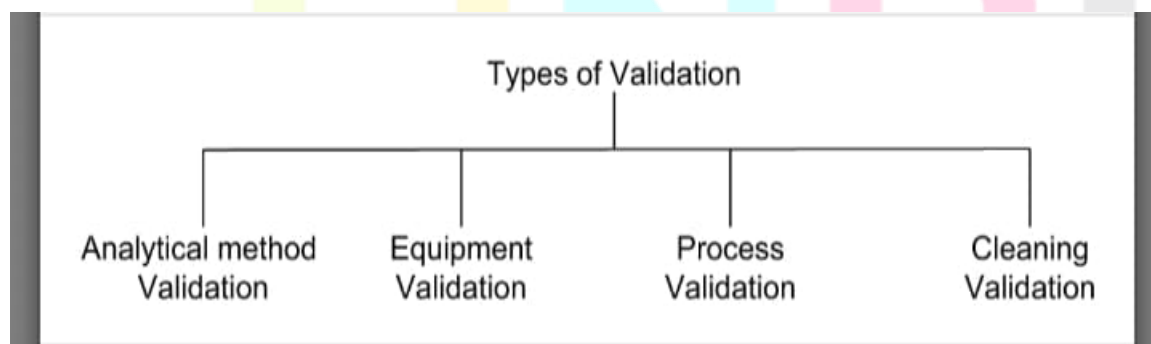 Types of Validation
Analytical method
Validation
Equipment
Validation
Process
Validation
Cleaning
Validation